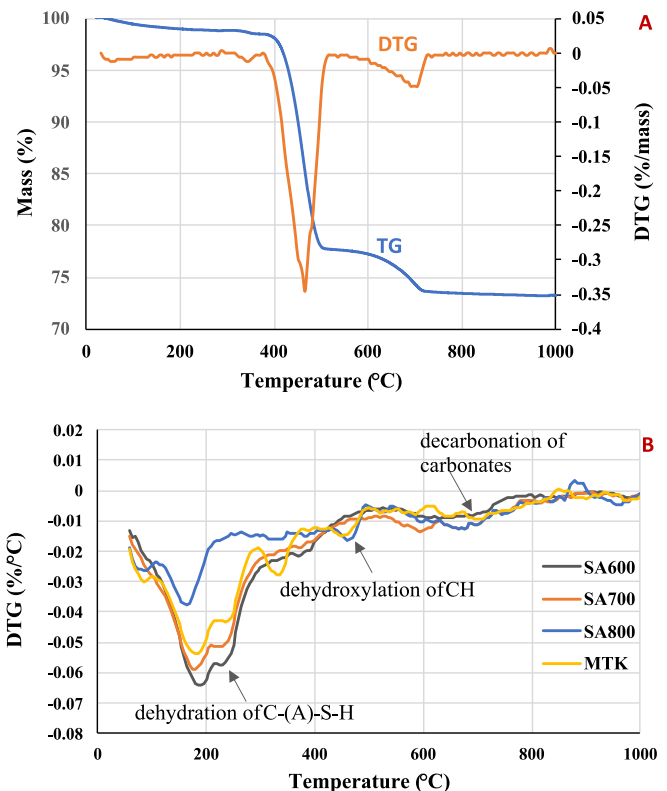 A
100
95
90
85
80
75
70
Mass (%)
0.05
0
-0.05
-0.1
-0.15
-0.2
-0.25
-0.3
-0.35
-0.4
DTG (%/mass)
DTG
TG
0 200 400 600 800 1000
Temperature (°C)
B
0.02
0.01
0
-0.01
-0.02
-0.03
-0.04
-0.05
-0.06
-0.07
-0.08
DTG (%/°C)
decarbonation of
carbonates
dehydroxylation of CH
dehydration of C-(A)-S-H
SA600
SA700
SA800
MTK
0 200 400 600 800 1000
Temperature (°C)